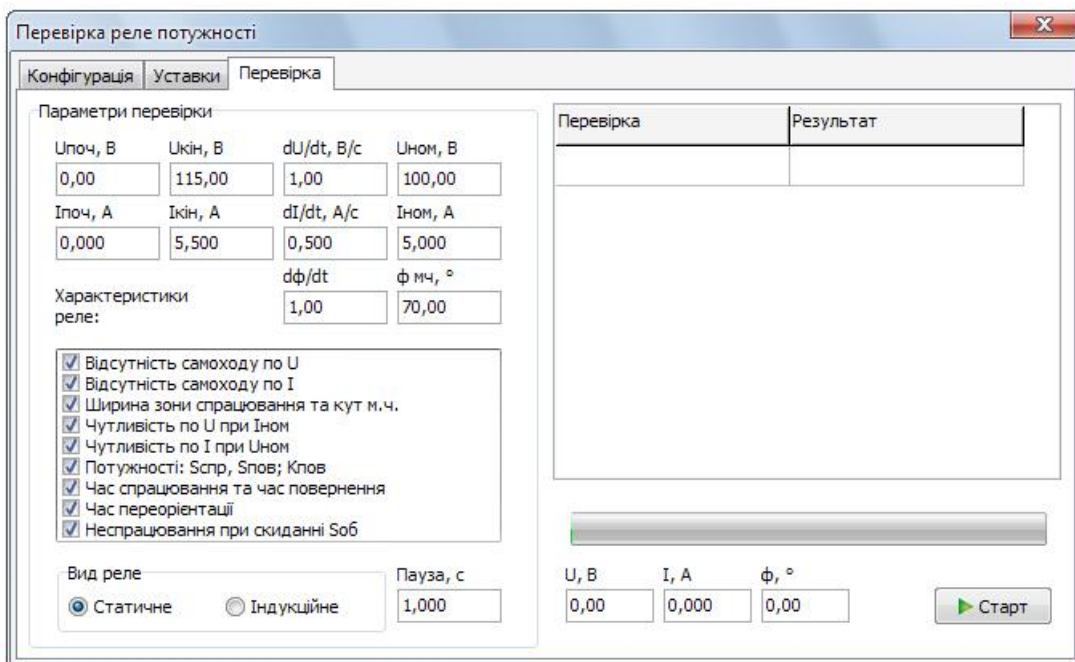 Перевірка реле потужності
Конфігурація Уставки Перевірка
Параметри перевірки
Uпоч, В Uкін, В dU/dt, В/с Uном, В
0,00 115,00 1,00 100,00
Iпоч, А Iкін, А dI/dt, А/с Iном, А
0,000 5,500 0,500 5,000
dф/dt ф мч, °
Характеристики реле:
1,00 70,00
Відсутність самоходу по U
Відсутність самоходу по I
Ширина зони спрацювання та кут м.ч.
Чутливість по U при Iном
Чутливість по I при Uном
Потужності: Sспр, Sпов; Kпов
Час спрацювання та час повернення
Час переорієнтації
Неспрацювання при скиданні Sоб
Вид реле
Статичне Індукційне
Пауза, с
1,000
Перевірка Результат
U, В I, А ф, °
0,00 0,000 0,00
Старт